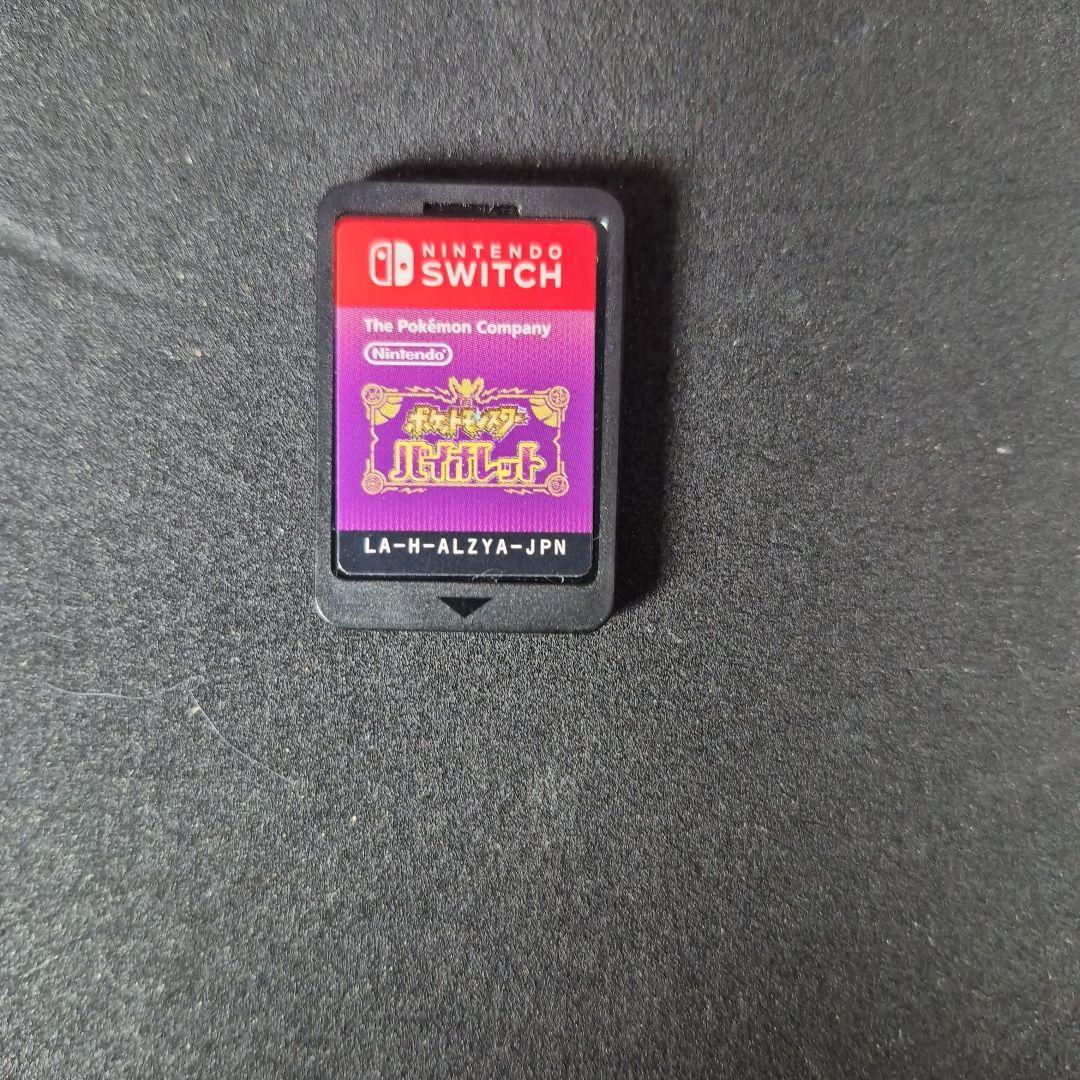 NINTENDO
SWITCH
The Pokémon Company
Nintendo
ポケットモンスター
バイオレット
LA-H-ALZYA-JPN